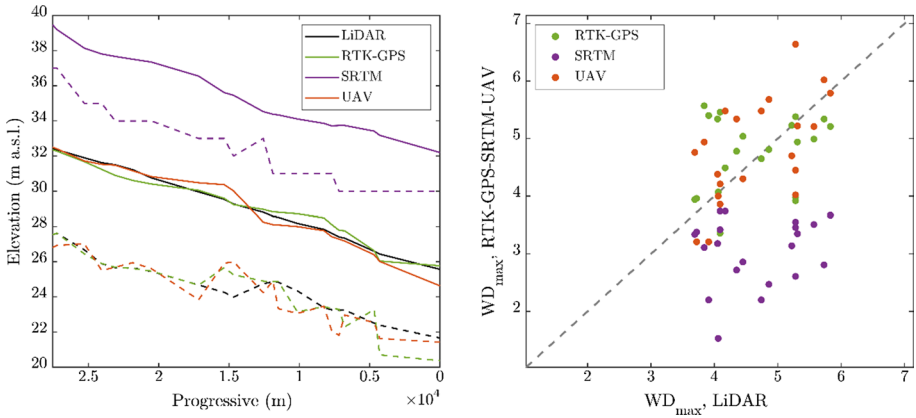 40
38
36
34
32
30
28
26
24
22
20
Elevation (m a.s.l.)
LiDAR
RTK-GPS
SRTM
UAV
2.5 2 1.5 1 0.5 0
Progressive (m)
×10⁴
7
6
5
4
3
2
WD_max, RTK-GPS-SRTM-UAV
RTK-GPS
SRTM
UAV
2 3 4 5 6 7
WD_max, LiDAR